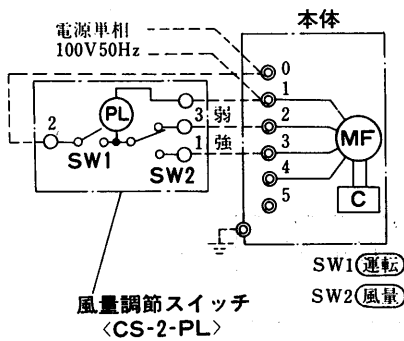 本体
電源単相
100V50Hz
0
1
PL
2
3 弱
2
MF
SW1
1 強
3
SW2
4
C
5
SW1 運転
SW2 風量
風量調節スイッチ
〈CS-2-PL〉